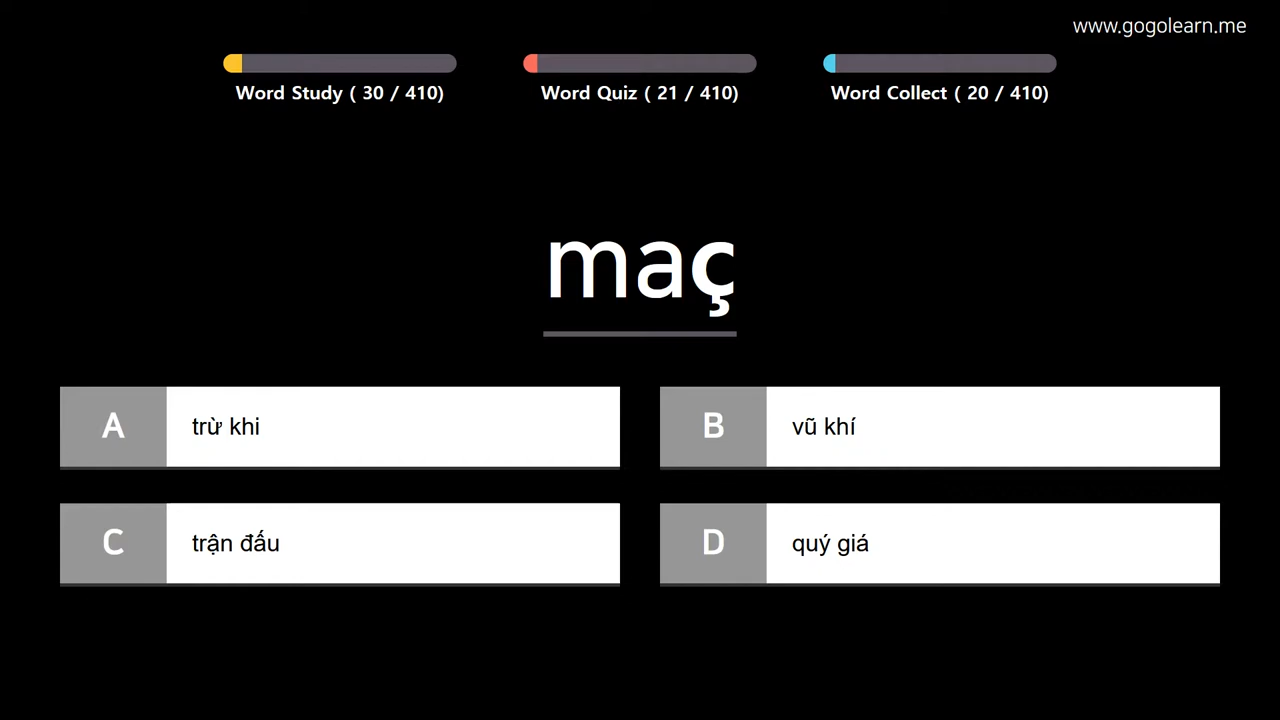 www.gogolearn.me
Word Study ( 30 / 410)
Word Quiz ( 21 / 410)
Word Collect ( 20 / 410)
maç
A
trừ khi
B
vũ khí
C
trận đấu
D
quý giá